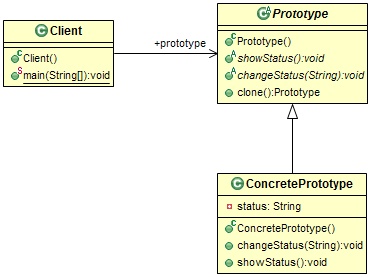 Client
Client()
main(String[]):void
+prototype
Prototype
Prototype()
showStatus():void
changeStatus(String):void
clone():Prototype
ConcretePrototype
status: String
ConcretePrototype()
changeStatus(String):void
showStatus():void